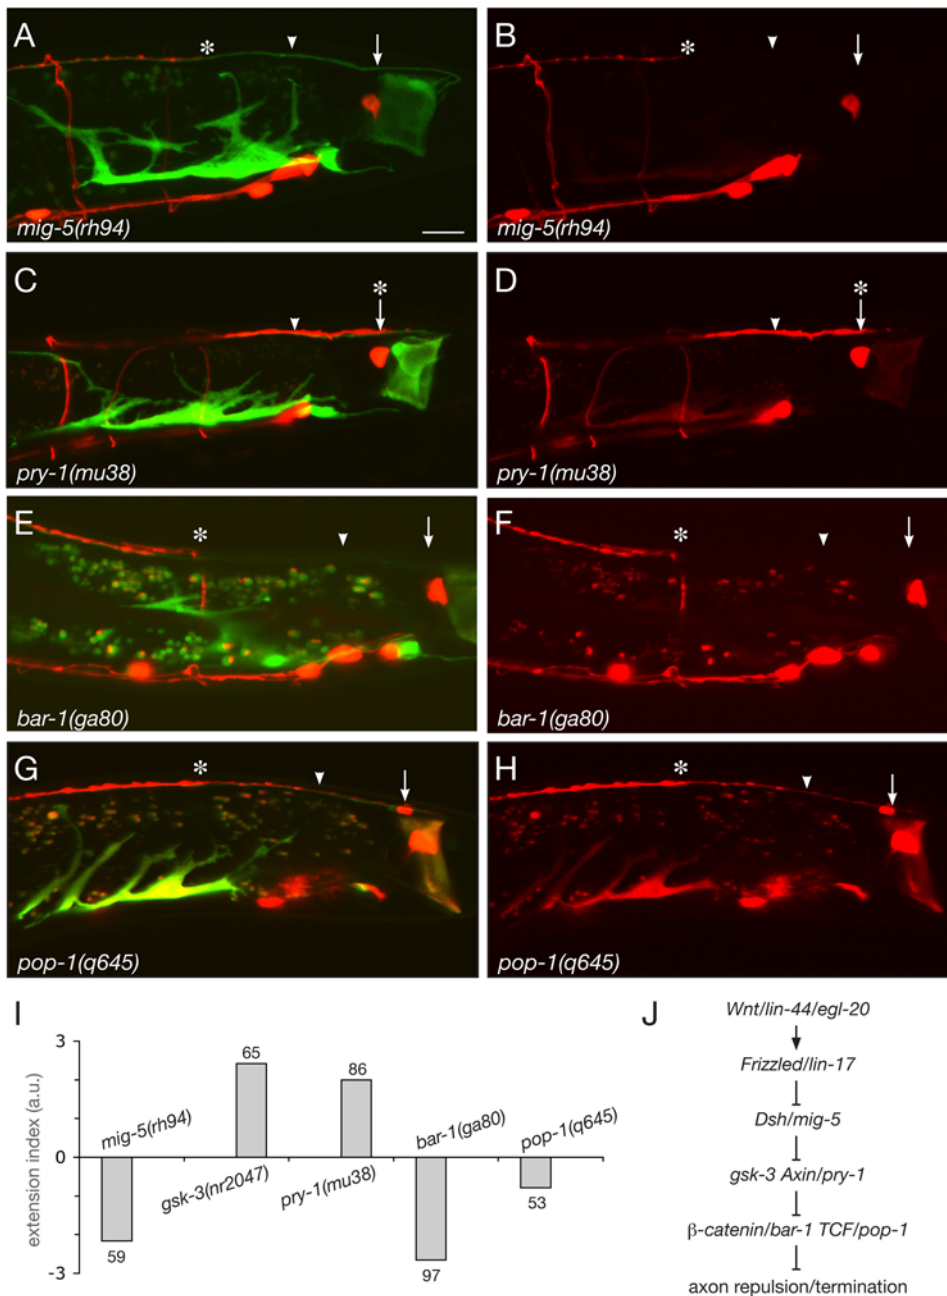 A
B
*
*
mig-5(rh94)
mig-5(rh94)
C
D
*
*
pry-1(mu38)
pry-1(mu38)
E
F
*
*
bar-1(ga80)
bar-1(ga80)
G
H
*
*
pop-1(q645)
pop-1(q645)
I
extension index (a.u.)
3
0
-3
mig-5(rh94)
59
65
gsk-3(nr2047)
86
pry-1(mu38)
bar-1(ga80)
97
pop-1(q645)
53
J
Wnt/lin-44/egl-20
Frizzled/lin-17
Dsh/mig-5
gsk-3 Axin/pry-1
β-catenin/bar-1 TCF/pop-1
axon repulsion/termination